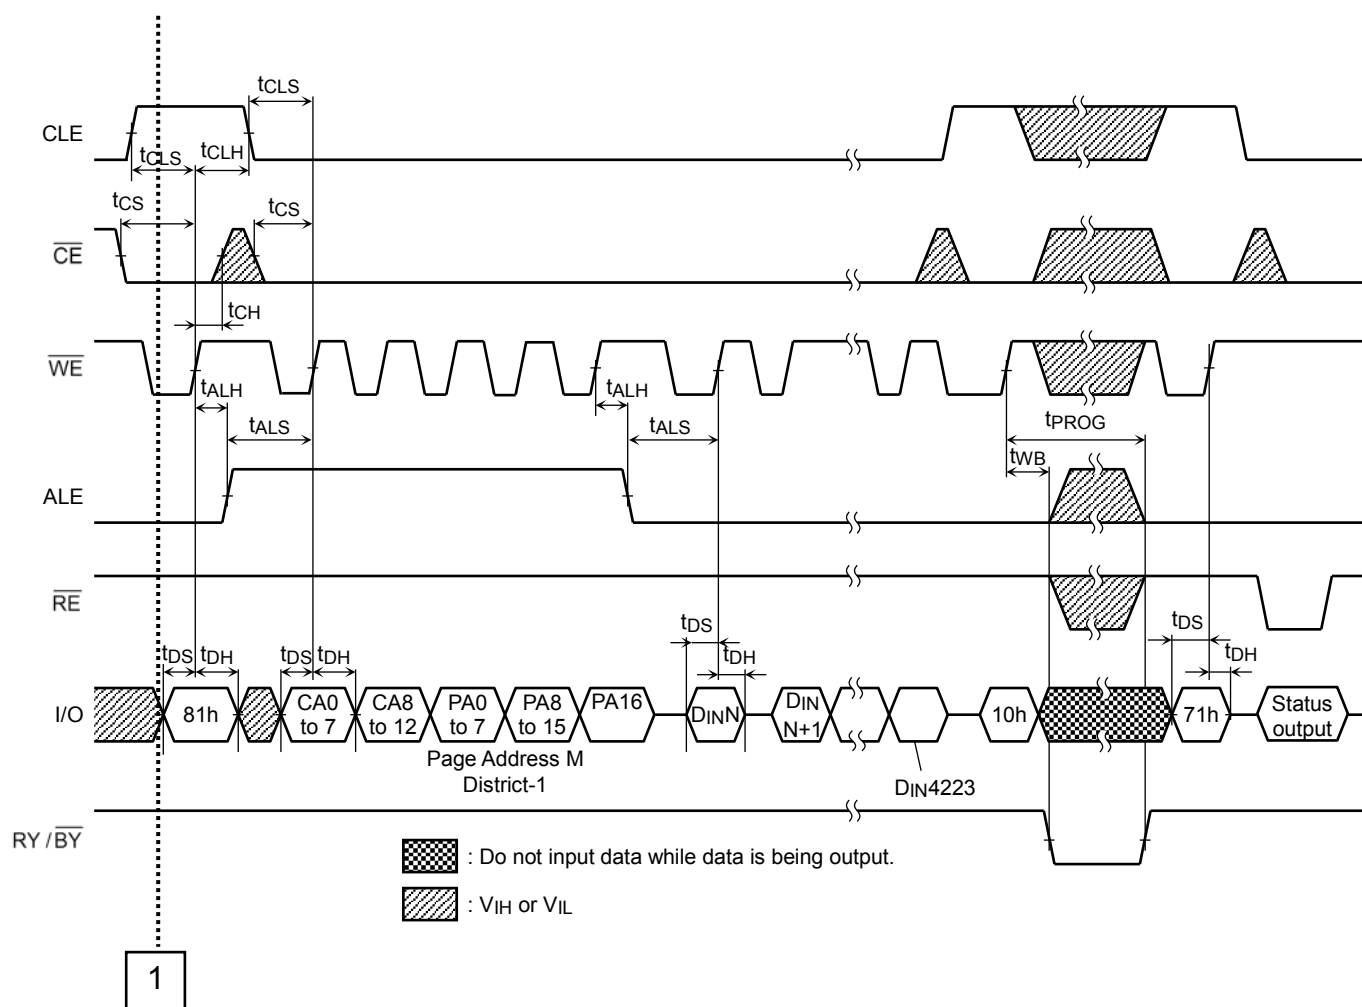 tCLS
CLE
tCLS
tCLH
tCS
tCS
CE
tCH
WE
tALH
tALH
tALS
tALS
tPROG
tWB
ALE
RE
tDS
tDH
tDS
tDH
tDS
tDH
tDS
tDH
I/O
81h
CA0 to 7
CA8 to 12
PA0 to 7
PA8 to 15
PA16
DINN
DIN N+1
10h
71h
Status output
Page Address M
District-1
DIN4223
RY / BY
: Do not input data while data is being output.
: VIH or VIL
1